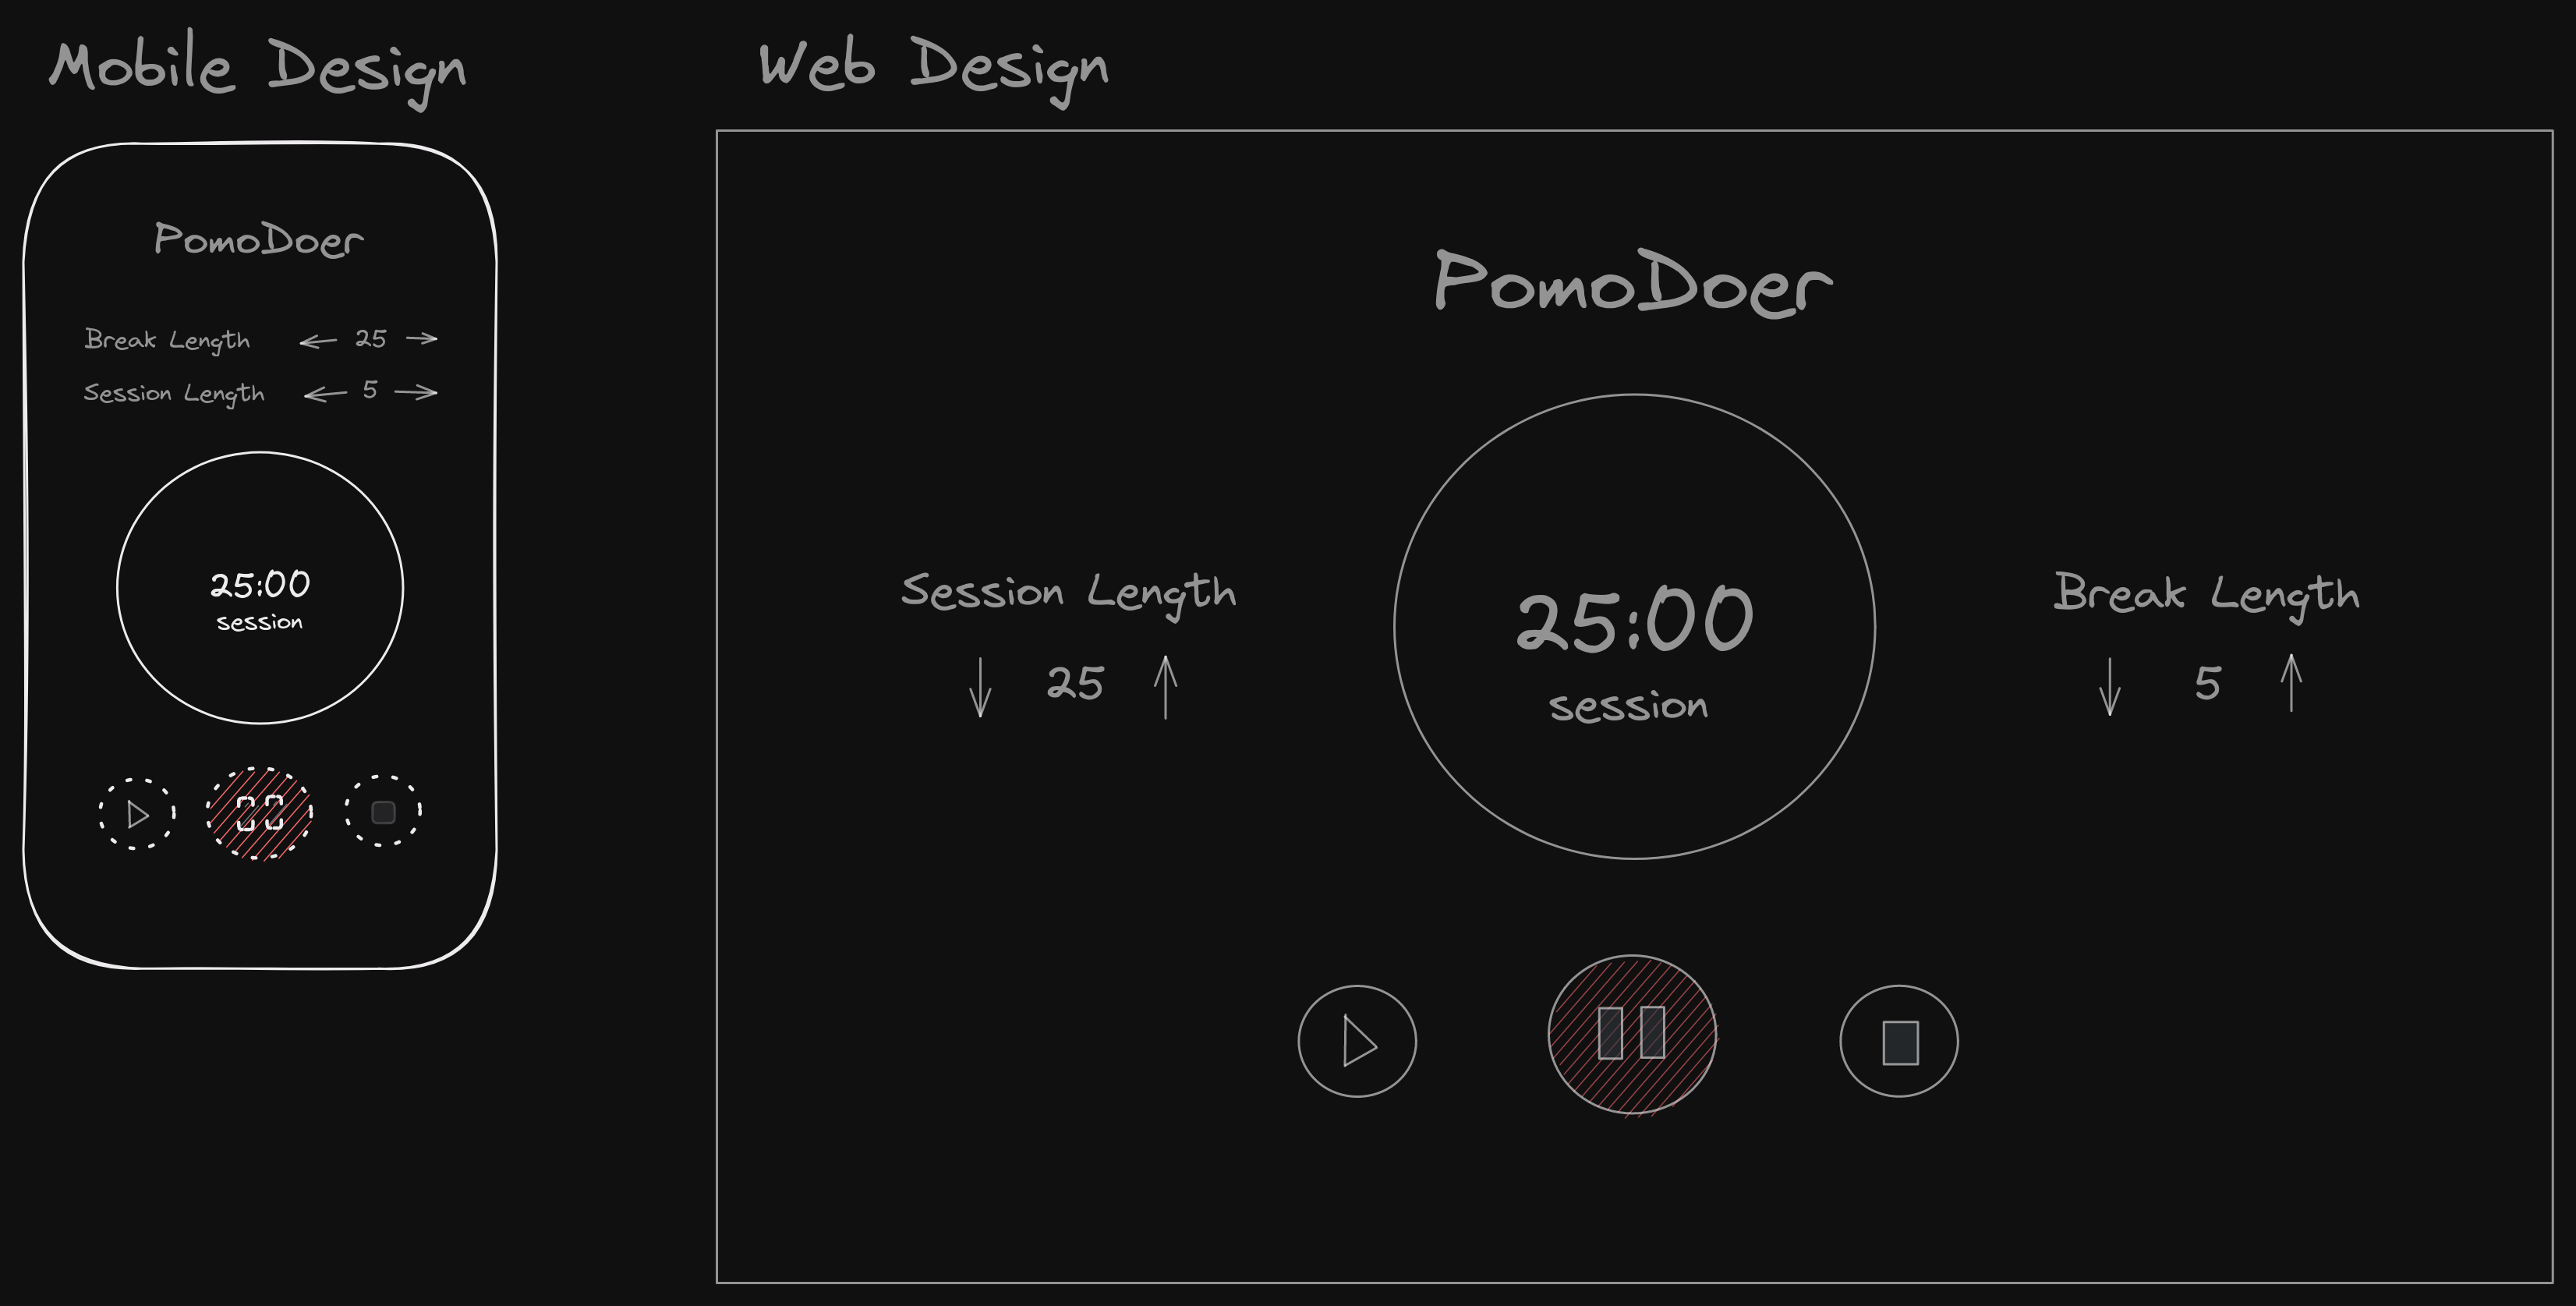 Mobile Design
PomoDoer
Break Length 25
Session Length 5
25:00
session
Web Design
PomoDoer
Session Length
25
25:00
session
Break Length
5